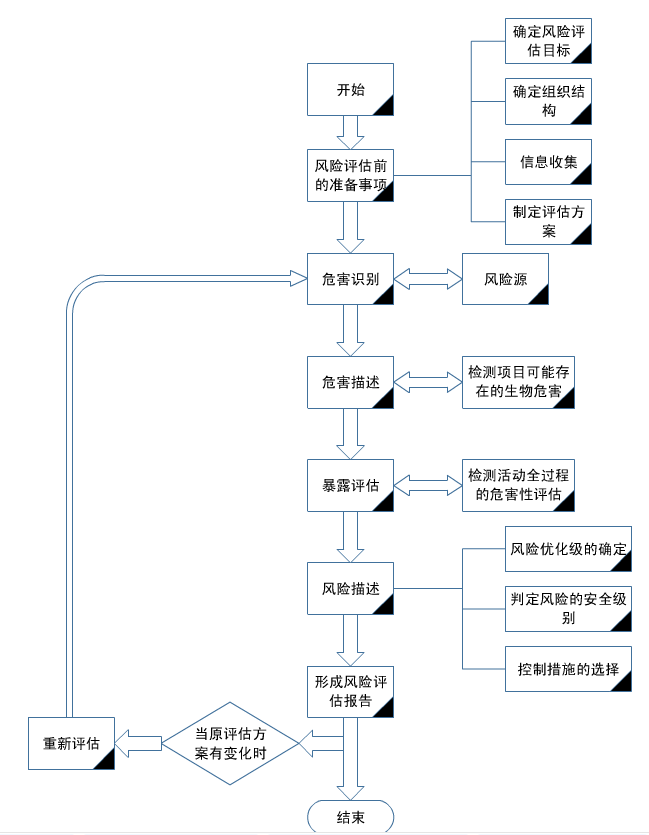 确定风险评
估目标
开始
确定组织结
构
风险评估前
的准备事项
信息收集
制定评估方
案
危害识别
风险源
危害描述
检测项目可能存
在的生物危害
暴露评估
检测活动全过程
的危害性评估
风险优化级的确定
风险描述
判定风险的安全级
别
控制措施的选择
形成风险评
估报告
当原评估方
案有变化时
重新评估
结束